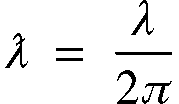 ƛ = λ / 2π